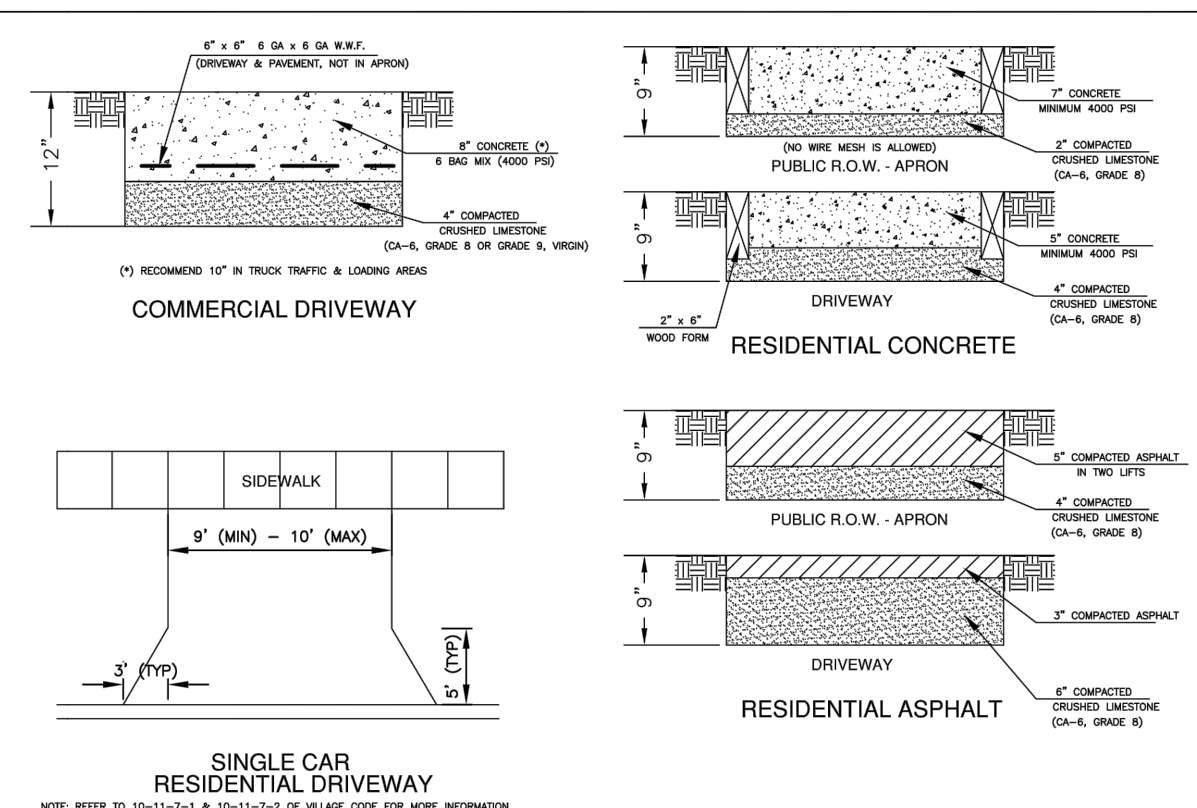 6" x 6"  6 GA x 6 GA W.W.F.
(DRIVEWAY & PAVEMENT, NOT IN APRON)
12"
8" CONCRETE (*)
6 BAG MIX (4000 PSI)
4" COMPACTED
CRUSHED LIMESTONE
(CA-6, GRADE 8 OR GRADE 9, VIRGIN)
(*) RECOMMEND 10" IN TRUCK TRAFFIC & LOADING AREAS
COMMERCIAL DRIVEWAY
9"
7" CONCRETE
MINIMUM 4000 PSI
2" COMPACTED
CRUSHED LIMESTONE
(CA-6, GRADE 8)
(NO WIRE MESH IS ALLOWED)
PUBLIC R.O.W. - APRON
9"
5" CONCRETE
MINIMUM 4000 PSI
4" COMPACTED
CRUSHED LIMESTONE
(CA-6, GRADE 8)
DRIVEWAY
2" x 6"
WOOD FORM
RESIDENTIAL CONCRETE
SIDEWALK
9' (MIN) - 10' (MAX)
3' (TYP)
5' (TYP)
SINGLE CAR
RESIDENTIAL DRIVEWAY
NOTE: REFER TO 10-11-7-1 & 10-11-7-2 OF VILLAGE CODE FOR MORE INFORMATION
9"
5" COMPACTED ASPHALT
IN TWO LIFTS
4" COMPACTED
CRUSHED LIMESTONE
(CA-6, GRADE 8)
PUBLIC R.O.W. - APRON
9"
3" COMPACTED ASPHALT
6" COMPACTED
CRUSHED LIMESTONE
(CA-6, GRADE 8)
DRIVEWAY
RESIDENTIAL ASPHALT